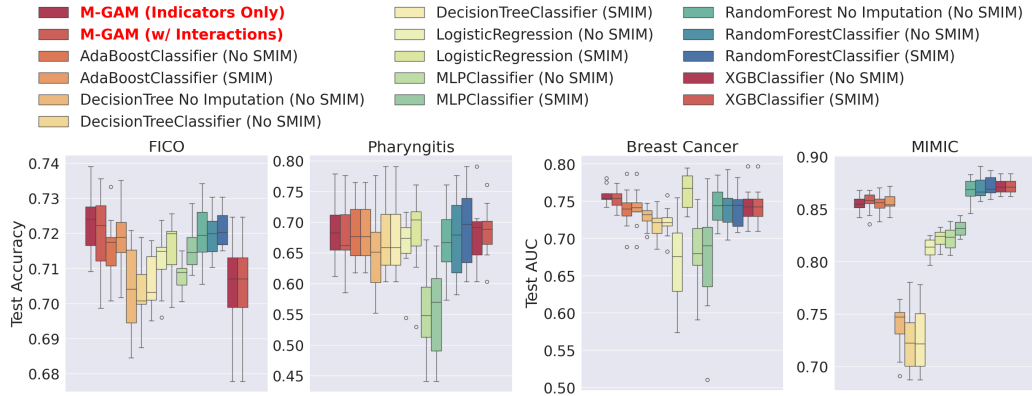 M-GAM (Indicators Only)
M-GAM (w/ Interactions)
AdaBoostClassifier (No SMIM)
AdaBoostClassifier (SMIM)
DecisionTree No Imputation (No SMIM)
DecisionTreeClassifier (No SMIM)
DecisionTreeClassifier (SMIM)
LogisticRegression (No SMIM)
LogisticRegression (SMIM)
MLPClassifier (No SMIM)
MLPClassifier (SMIM)
RandomForest No Imputation (No SMIM)
RandomForestClassifier (No SMIM)
RandomForestClassifier (SMIM)
XGBClassifier (No SMIM)
XGBClassifier (SMIM)
FICO
Test Accuracy
0.74
0.73
0.72
0.71
0.70
0.69
0.68
Pharyngitis
0.80
0.75
0.70
0.65
0.60
0.55
0.50
0.45
Breast Cancer
Test AUC
0.80
0.75
0.70
0.65
0.60
0.55
0.50
MIMIC
0.90
0.85
0.80
0.75
0.70